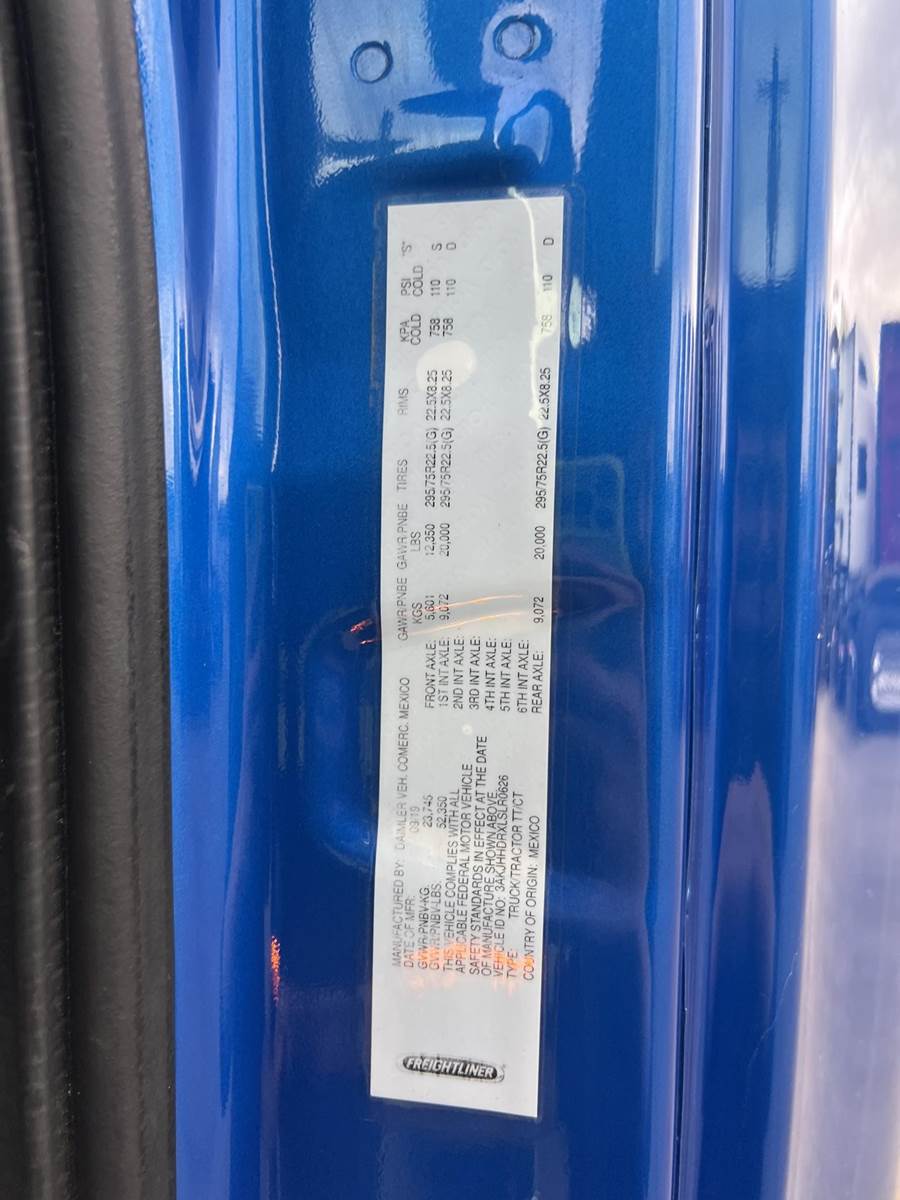 FREIGHTLINER
MANUFACTURED BY: DAIMLER VEH. COMERC. MEXICO
DATE OF MFR: 09/19
GVWR/PNBV-KG: 23,745
GVWR/PNBV-LBS: 52,350
THIS VEHICLE COMPLIES WITH ALL
APPLICABLE FEDERAL MOTOR VEHICLE
SAFETY STANDARDS IN EFFECT AT THE DATE
OF MANUFACTURE SHOWN ABOVE.
VEHICLE ID NO: 3AKJHHDRXLSLR0626
TYPE: TRUCK/TRACTOR TT/CT
COUNTRY OF ORIGIN: MEXICO
GAWR/PNBE GAWR/PNBE TIRES RIMS KPA PSI "S"
KGS LBS COLD COLD
FRONT AXLE: 5,601 12,350 295/75R22.5(G) 22.5X8.25 758 110 S
1ST INT AXLE: 9,072 20,000 295/75R22.5(G) 22.5X8.25 758 110 D
2ND INT AXLE:
3RD INT AXLE:
4TH INT AXLE:
5TH INT AXLE:
6TH INT AXLE:
REAR AXLE: 9,072 20,000 295/75R22.5(G) 22.5X8.25 758 110 D